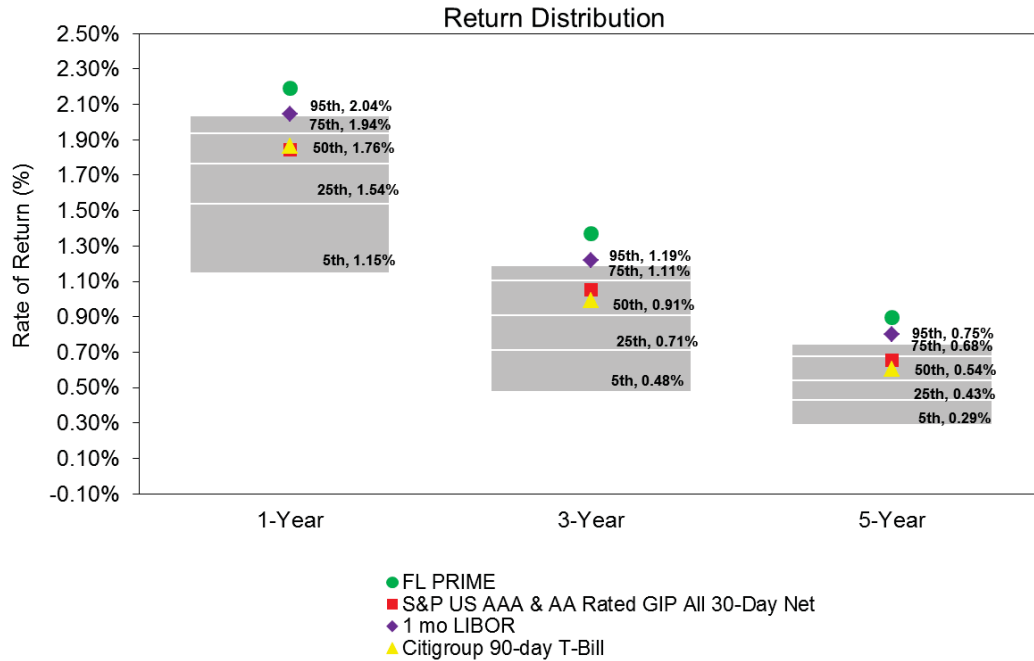 Return Distribution
Rate of Return (%)
2.50%
2.30%
2.10%
1.90%
1.70%
1.50%
1.30%
1.10%
0.90%
0.70%
0.50%
0.30%
0.10%
-0.10%
95th, 2.04%
75th, 1.94%
50th, 1.76%
25th, 1.54%
5th, 1.15%
95th, 1.19%
75th, 1.11%
50th, 0.91%
25th, 0.71%
5th, 0.48%
95th, 0.75%
75th, 0.68%
50th, 0.54%
25th, 0.43%
5th, 0.29%
1-Year
3-Year
5-Year
FL PRIME
S&P US AAA & AA Rated GIP All 30-Day Net
1 mo LIBOR
Citigroup 90-day T-Bill